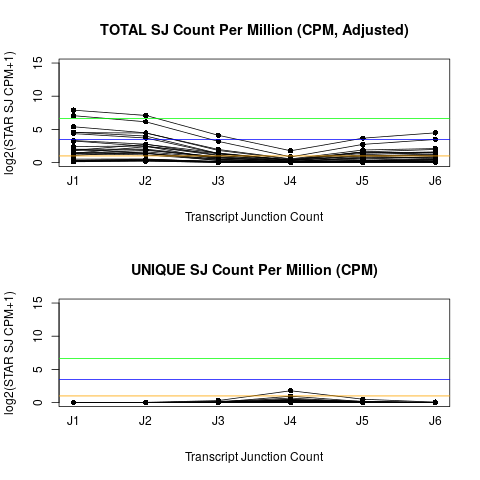 TOTAL SJ Count Per Million (CPM, Adjusted)
log2(STAR SJ CPM+1)
15
10
5
0
J1 J2 J3 J4 J5 J6
Transcript Junction Count
UNIQUE SJ Count Per Million (CPM)
log2(STAR SJ CPM+1)
15
10
5
0
J1 J2 J3 J4 J5 J6
Transcript Junction Count